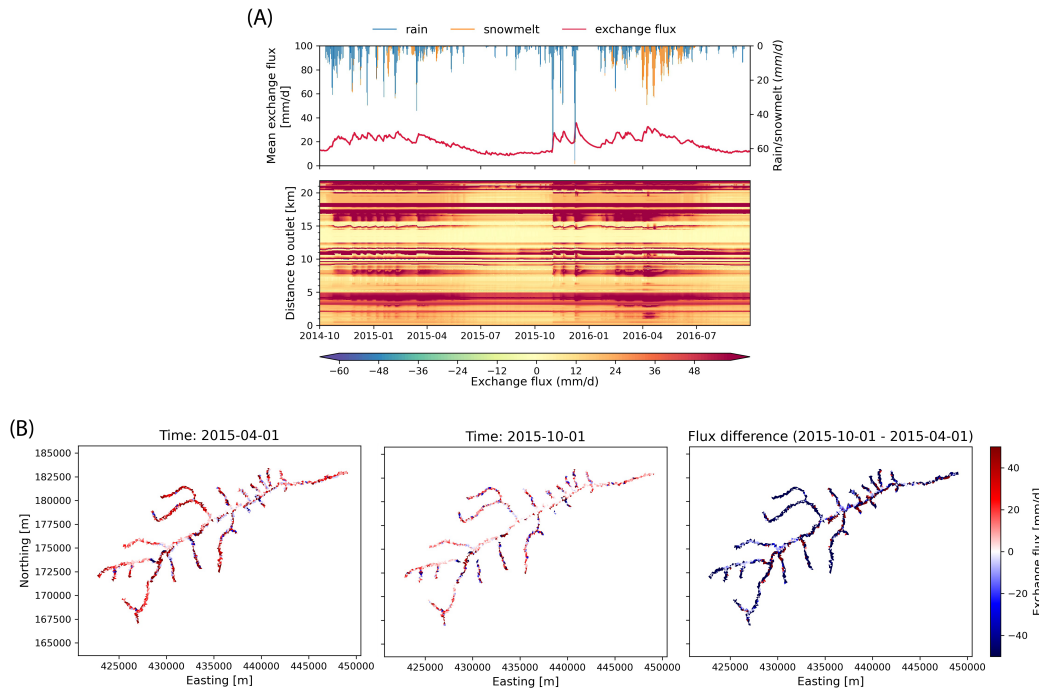 (A)
rain snowmelt exchange flux
Mean exchange flux
[mm/d]
100
80
60
40
20
0
0
20
40
60
Rain/snowmelt (mm/d)
Distance to outlet [km]
20
15
10
5
0
2014-10 2015-01 2015-04 2015-07 2015-10 2016-01 2016-04 2016-07
−60 −48 −36 −24 −12 0 12 24 36 48
Exchange flux (mm/d)
(B)
Time: 2015-04-01
Time: 2015-10-01
Flux difference (2015-10-01 - 2015-04-01)
Northing [m]
185000
182500
180000
177500
175000
172500
170000
167500
165000
425000 430000 435000 440000 445000 450000
Easting [m]
425000 430000 435000 440000 445000 450000
Easting [m]
425000 430000 435000 440000 445000 450000
Easting [m]
40
20
0
−20
−40
Exchange flux [mm/d]